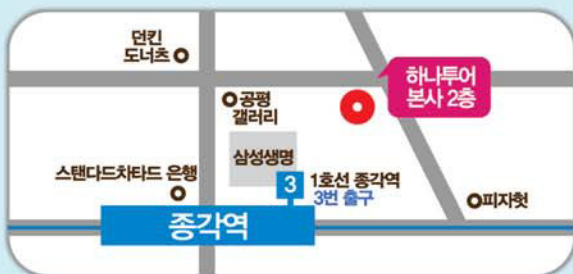 던킨
도너츠
하나투어
본사 2층
공평
갤러리
삼성생명
스탠다드차타드 은행
3
1호선 종각역
3번 출구
피자헛
종각역